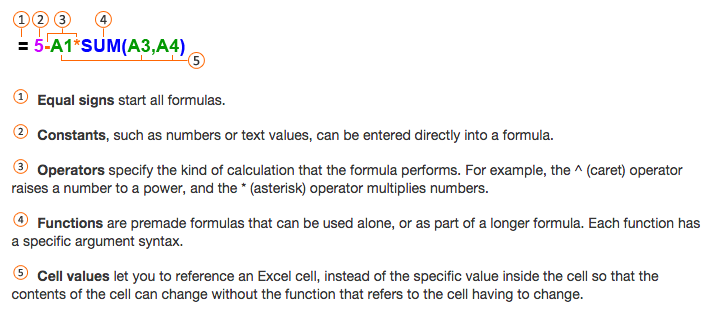 1 2 3 4
= 5-A1*SUM(A3,A4)
5
1 Equal signs start all formulas.
2 Constants, such as numbers or text values, can be entered directly into a formula.
3 Operators specify the kind of calculation that the formula performs. For example, the ^ (caret) operator
raises a number to a power, and the * (asterisk) operator multiplies numbers.
4 Functions are premade formulas that can be used alone, or as part of a longer formula. Each function has
a specific argument syntax.
5 Cell values let you to reference an Excel cell, instead of the specific value inside the cell so that the
contents of the cell can change without the function that refers to the cell having to change.